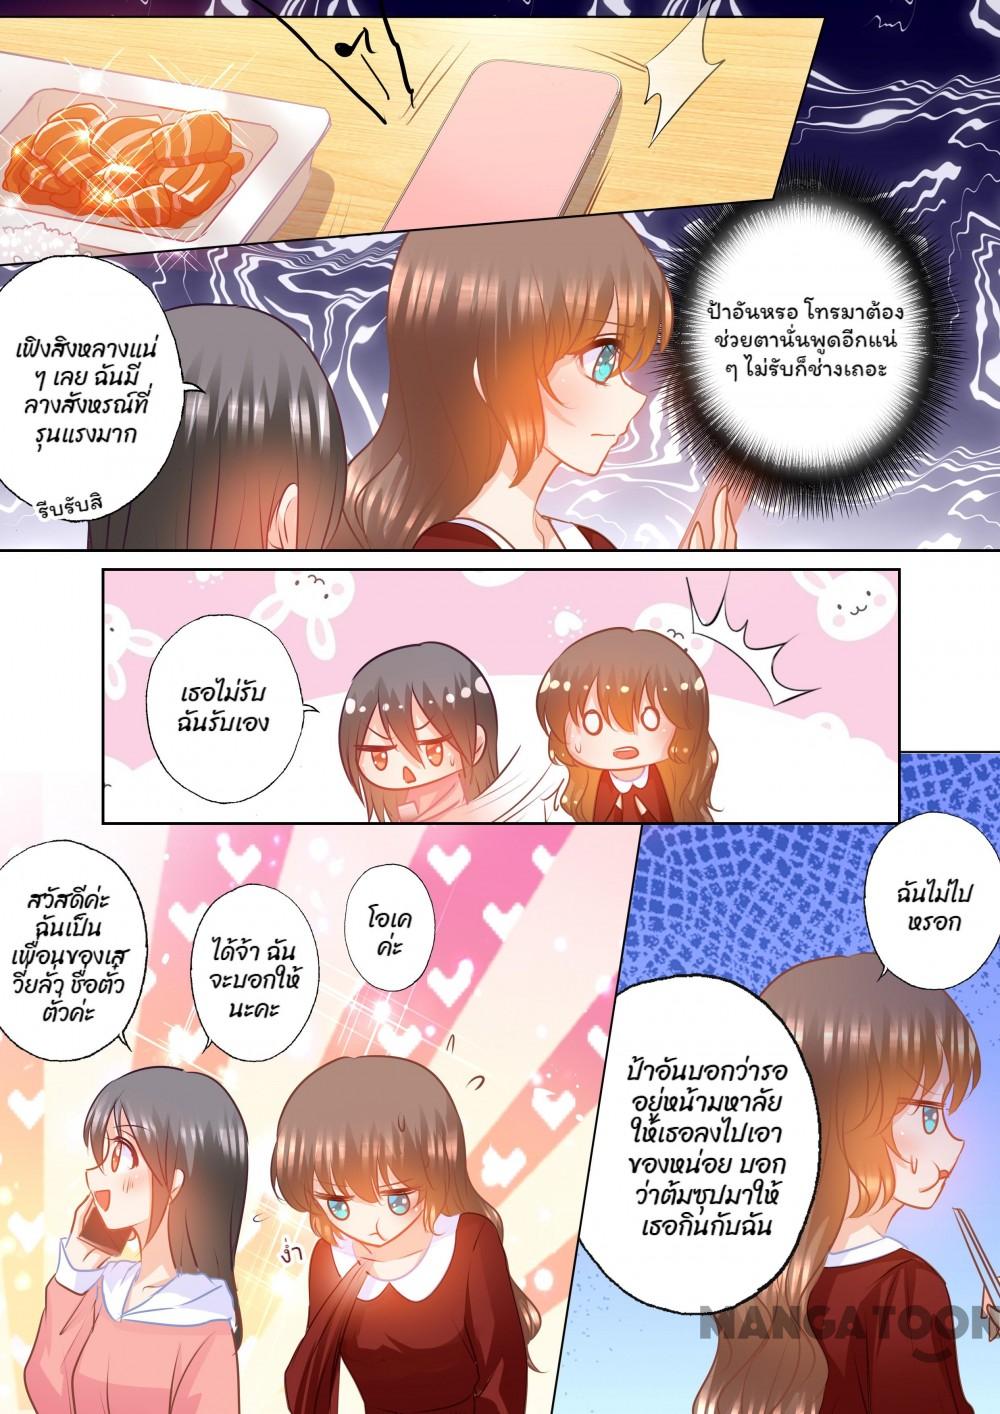 ป้าอันหรอ โทรมาต้อง
ช่วยตานั่นพูดอีกแน่
ๆ ไม่รับก็ช่างเถอะ
เฟิงสิงหลางแน่
ๆ เลย ฉันมี
ลางสังหรณ์ที่
รุนแรงมาก
รีบรับสิ
เธอไม่รับ
ฉันรับเอง
สวัสดีค่ะ
ฉันเป็น
เพื่อนของเส
วี่ยลั่ว ชื่อตั๋ว
ตั๋วค่ะ
ได้จ้า ฉัน
จะบอกให้
นะคะ
โอเค
ค่ะ
ง่ำ
ฉันไม่ไป
หรอก
ป้าอันบอกว่ารอ
อยู่หน้ามหาลัย
ให้เธอลงไปเอา
ของหน่อย บอก
ว่าต้มซุปมาให้
เธอกินกับฉัน
MANGATOON